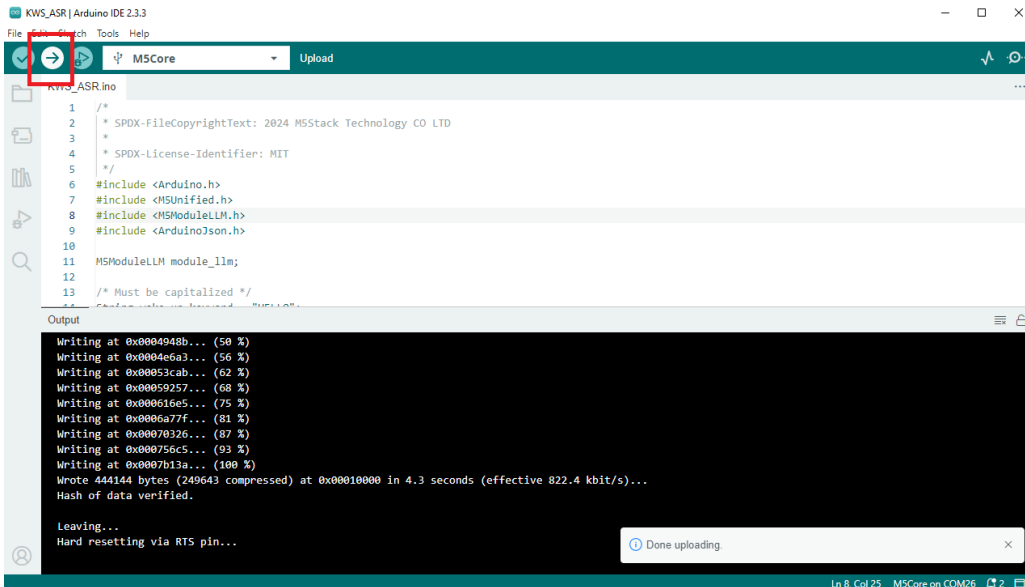 KWS_ASR | Arduino IDE 2.3.3
File Edit Sketch Tools Help
M5Core Upload
KWS_ASR.ino
1 /*
2 * SPDX-FileCopyrightText: 2024 M5Stack Technology CO LTD
3 *
4 * SPDX-License-Identifier: MIT
5 */
6 #include <Arduino.h>
7 #include <M5Unified.h>
8 #include <M5ModuleLLM.h>
9 #include <ArduinoJson.h>
10
11 M5ModuleLLM module_llm;
12
13 /* Must be capitalized */
Output
Writing at 0x0004948b... (50 %)
Writing at 0x0004e6a3... (56 %)
Writing at 0x00053cab... (62 %)
Writing at 0x00059257... (68 %)
Writing at 0x000616e5... (75 %)
Writing at 0x0006a77f... (81 %)
Writing at 0x00070326... (87 %)
Writing at 0x000756c5... (93 %)
Writing at 0x0007b13a... (100 %)
Wrote 444144 bytes (249643 compressed) at 0x00010000 in 4.3 seconds (effective 822.4 kbit/s)...
Hash of data verified.
Leaving...
Hard resetting via RTS pin...
Done uploading.
Ln 8, Col 25 M5Core on COM26 2